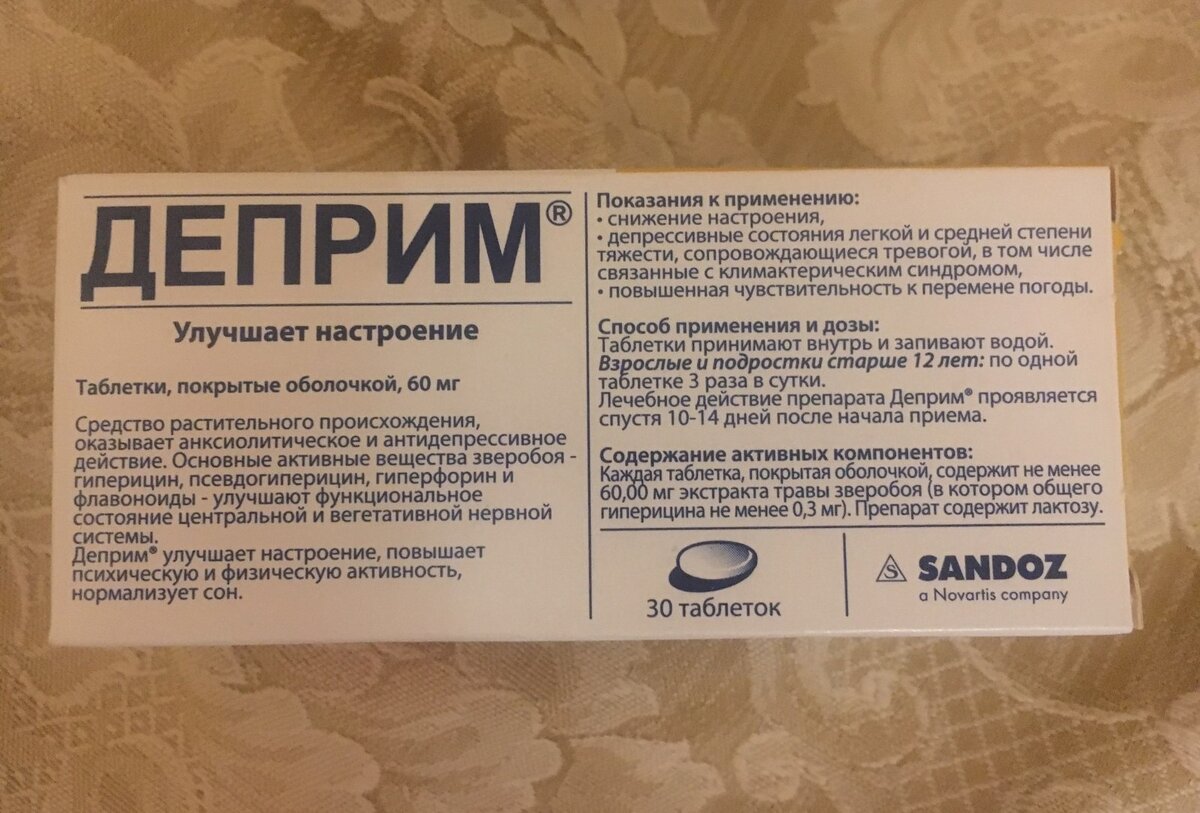 ДЕПРИМ®
Улучшает настроение
Таблетки, покрытые оболочкой, 60 мг
Средство растительного происхождения,
оказывает анксиолитическое и антидепрессивное
действие. Основные активные вещества зверобоя -
гиперицин, псевдогиперицин, гиперфорин и
флавоноиды - улучшают функциональное
состояние центральной и вегетативной нервной
системы.
Деприм® улучшает настроение, повышает
психическую и физическую активность,
нормализует сон.
Показания к применению:
• снижение настроения,
• депрессивные состояния легкой и средней степени
тяжести, сопровождающиеся тревогой, в том числе
связанные с климактерическим синдромом,
• повышенная чувствительность к перемене погоды.
Способ применения и дозы:
Таблетки принимают внутрь и запивают водой.
Взрослые и подростки старше 12 лет: по одной
таблетке 3 раза в сутки.
Лечебное действие препарата Деприм® проявляется
спустя 10-14 дней после начала приема.
Содержание активных компонентов:
Каждая таблетка, покрытая оболочкой, содержит не менее
60,00 мг экстракта травы зверобоя (в котором общего
гиперицина не менее 0,3 мг). Препарат содержит лактозу.
30 таблеток
S SANDOZ
a Novartis company